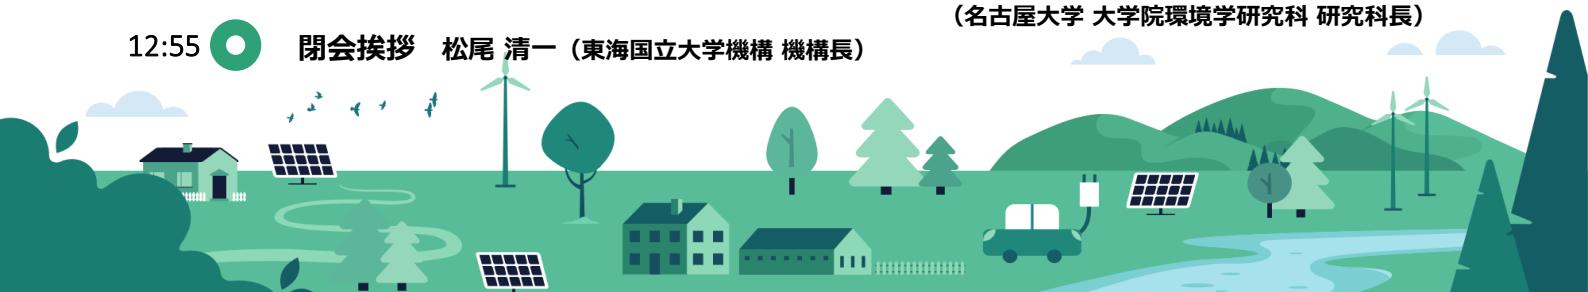 （名古屋大学 大学院環境学研究科 研究科長）
12:55 閉会挨拶 松尾 清一（東海国立大学機構 機構長）